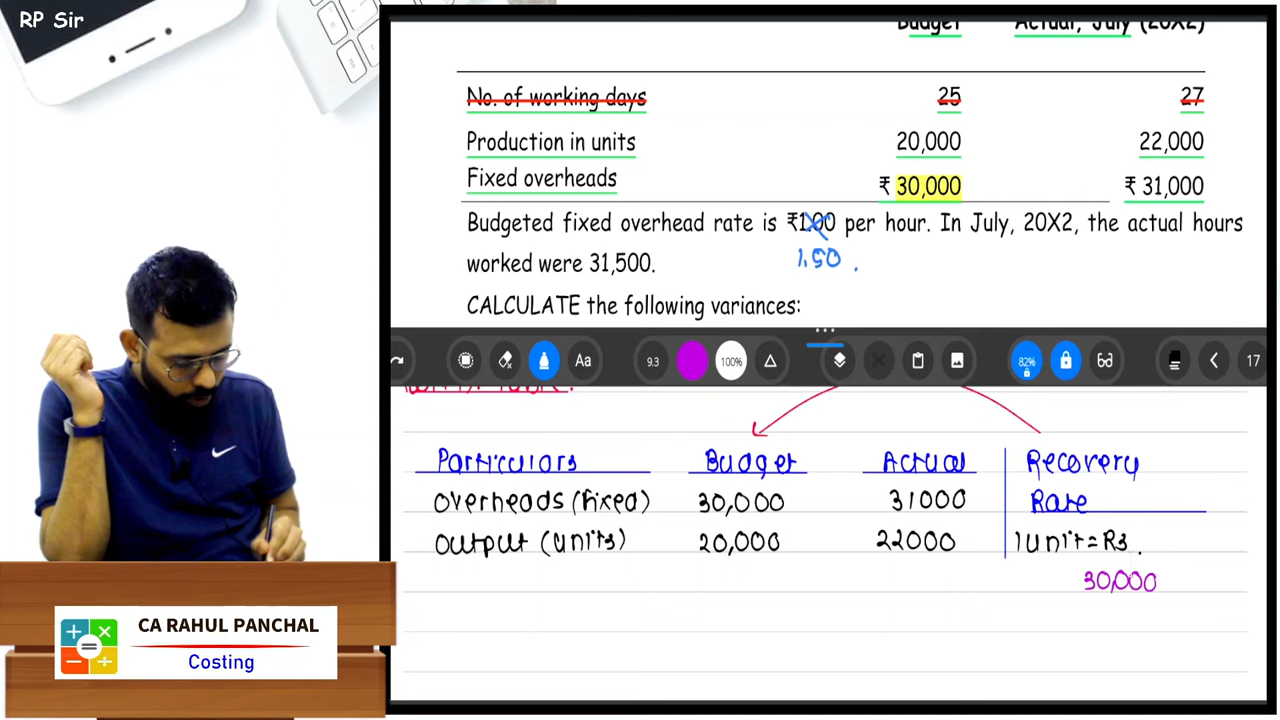 RP Sir
Budget Actual, July (20X2)
No. of working days 25 27
Production in units 20,000 22,000
Fixed overheads ₹ 30,000 ₹ 31,000
Budgeted fixed overhead rate is ₹1.00 per hour. In July, 20X2, the actual hours
1.50 .
worked were 31,500.
CALCULATE the following variances:
Aa 9.3 100% 82% 17
Particulars Budget Actual Recovery
Overheads (Fixed) 30,000 31000 Rate
Output (Units) 20,000 22000 1 Unit = Rs.
30,000
CA RAHUL PANCHAL
Costing